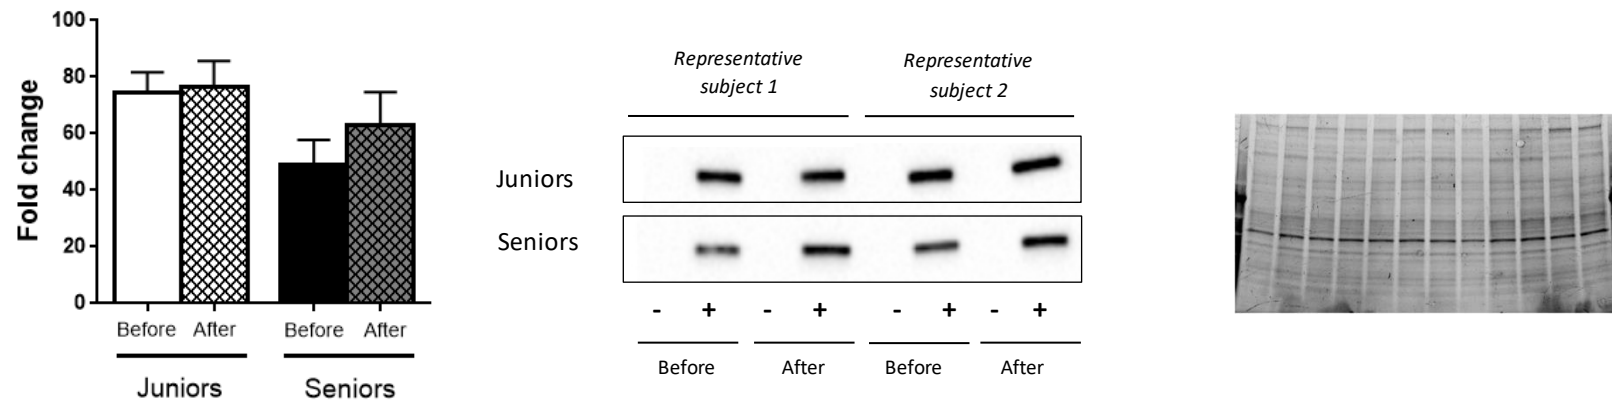 100
80
60
40
20
0
Fold change
Before After Before After
Juniors Seniors
Representative
subject 1
Representative
subject 2
Juniors
Seniors
- + - + - + - +
Before After Before After